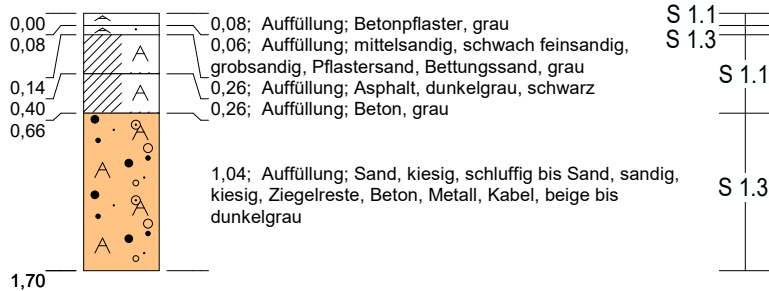 0,00 0,08; Auffüllung; Betonpflaster, grau S 1.1
0,08 0,06; Auffüllung; mittelsandig, schwach feinsandig, S 1.3
grobsandig, Pflastersand, Bettungssand, grau
0,14 0,26; Auffüllung; Asphalt, dunkelgrau, schwarz S 1.1
0,40 0,26; Auffüllung; Beton, grau
0,66
1,04; Auffüllung; Sand, kiesig, schluffig bis Sand, sandig,
kiesig, Ziegelreste, Beton, Metall, Kabel, beige bis S 1.3
dunkelgrau
1,70